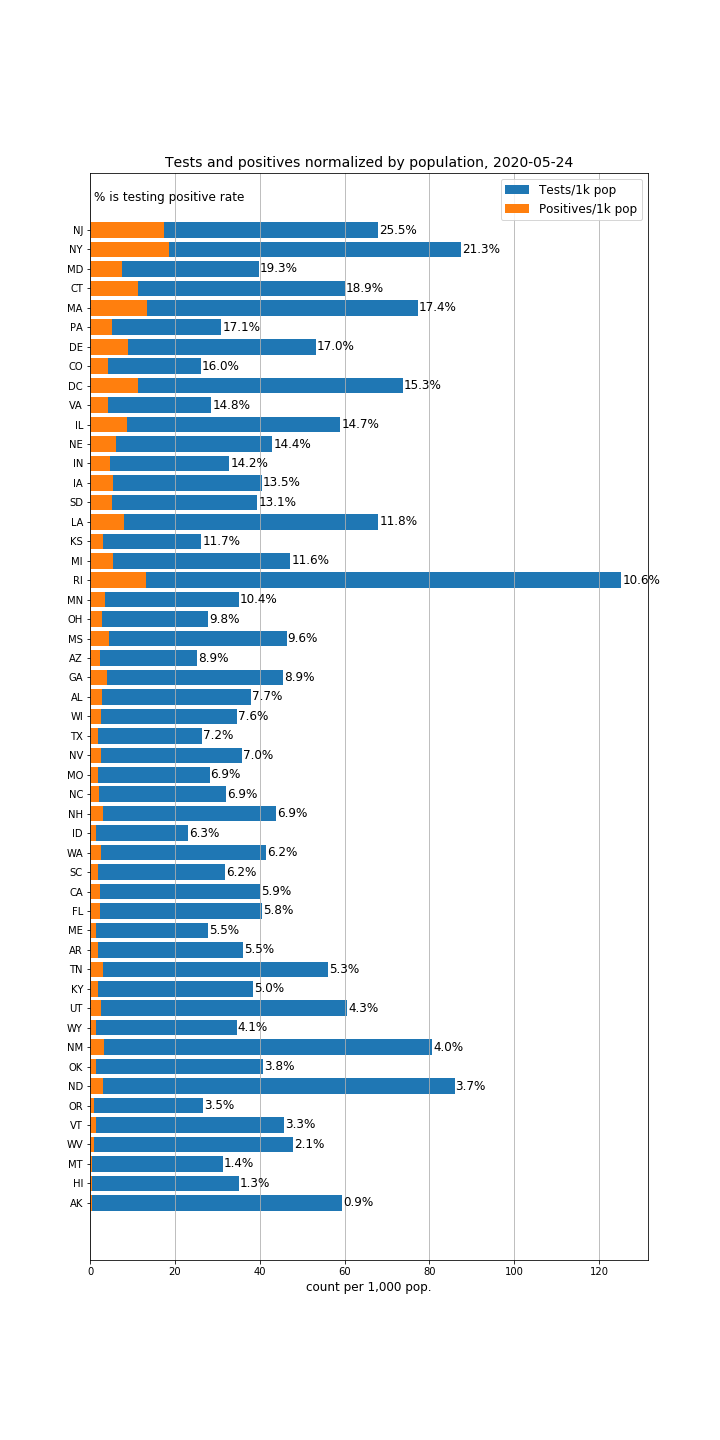 Tests and positives normalized by population, 2020-05-24
% is testing positive rate
Tests/1k pop
Positives/1k pop
NJ 25.5%
NY 21.3%
MD 19.3%
CT 18.9%
MA 17.4%
PA 17.1%
DE 17.0%
CO 16.0%
DC 15.3%
VA 14.8%
IL 14.7%
NE 14.4%
IN 14.2%
IA 13.5%
SD 13.1%
LA 11.8%
KS 11.7%
MI 11.6%
RI 10.6%
MN 10.4%
OH 9.8%
MS 9.6%
AZ 8.9%
GA 8.9%
AL 7.7%
WI 7.6%
TX 7.2%
NV 7.0%
MO 6.9%
NC 6.9%
NH 6.9%
ID 6.3%
WA 6.2%
SC 6.2%
CA 5.9%
FL 5.8%
ME 5.5%
AR 5.5%
TN 5.3%
KY 5.0%
UT 4.3%
WY 4.1%
NM 4.0%
OK 3.8%
ND 3.7%
OR 3.5%
VT 3.3%
WV 2.1%
MT 1.4%
HI 1.3%
AK 0.9%
0 20 40 60 80 100 120
count per 1,000 pop.